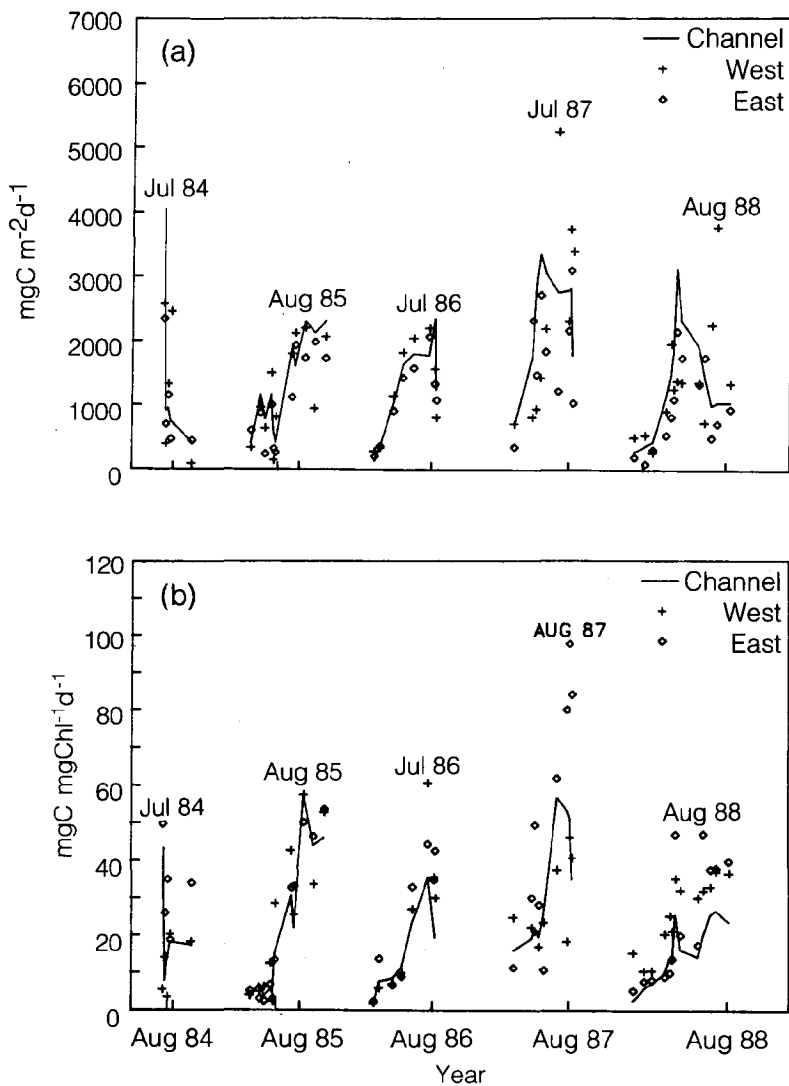 7000
(a)
Channel
6000
West
Jul 87
East
5000
Jul 84
Aug 88
4000
mgC m⁻²d⁻¹
3000
Aug 85
Jul 86
2000
1000
0
120
(b)
Channel
West
100
East
AUG 87
80
mgC mgChl⁻¹d⁻¹
Aug 85
Jul 86
60
Jul 84
Aug 88
40
20
0
Aug 84
Aug 85
Aug 86
Aug 87
Aug 88
Year